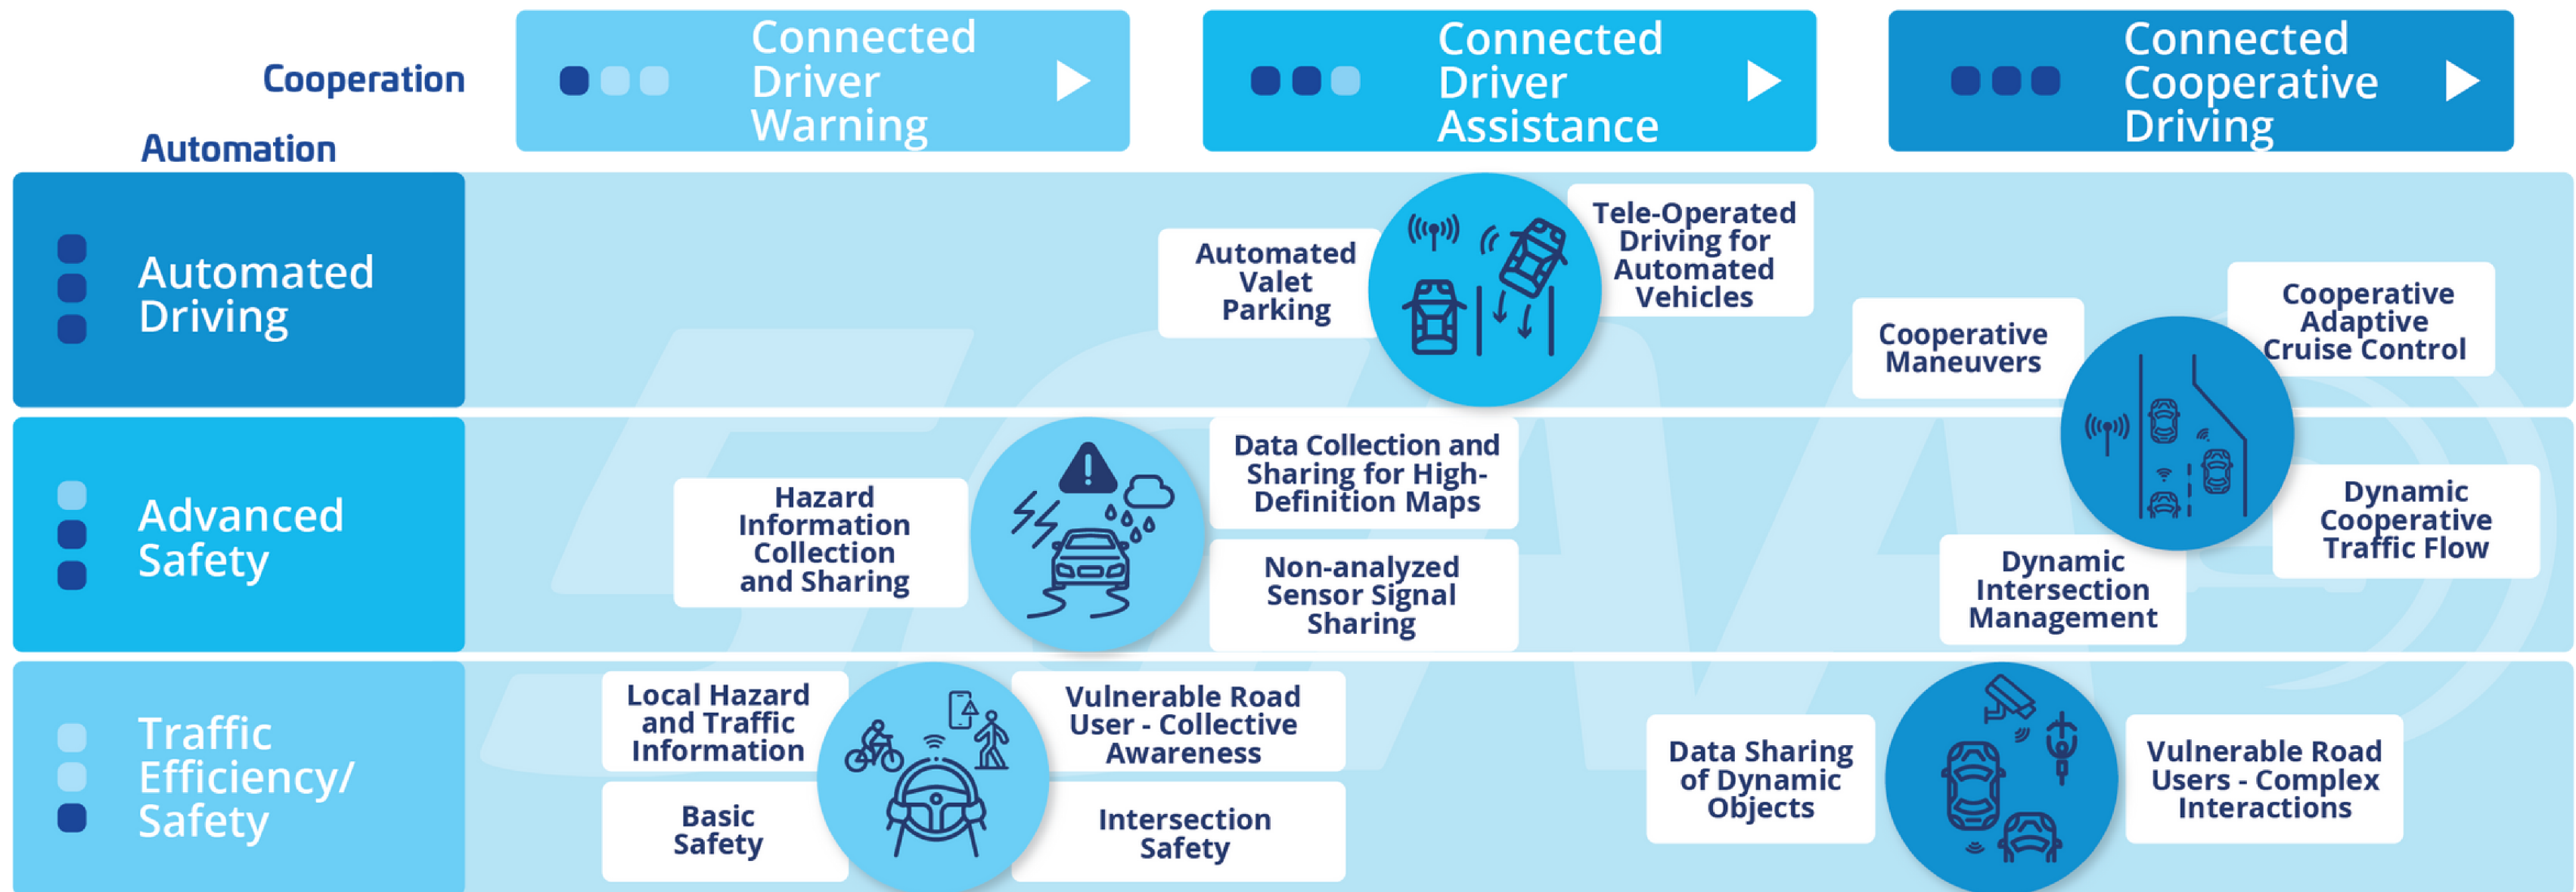 Cooperation
Automation
Connected
Driver
Warning
Connected
Driver
Assistance
Connected
Cooperative
Driving
Automated
Driving
Automated
Valet
Parking
Tele-Operated
Driving for
Automated
Vehicles
Cooperative
Maneuvers
Cooperative
Adaptive
Cruise Control
Advanced
Safety
Hazard
Information
Collection
and Sharing
Data Collection and
Sharing for High-
Definition Maps
Non-analyzed
Sensor Signal
Sharing
Dynamic
Intersection
Management
Dynamic
Cooperative
Traffic Flow
Traffic
Efficiency/
Safety
Local Hazard
and Traffic
Information
Basic
Safety
Vulnerable Road
User - Collective
Awareness
Intersection
Safety
Data Sharing
of Dynamic
Objects
Vulnerable Road
Users - Complex
Interactions
5GAA